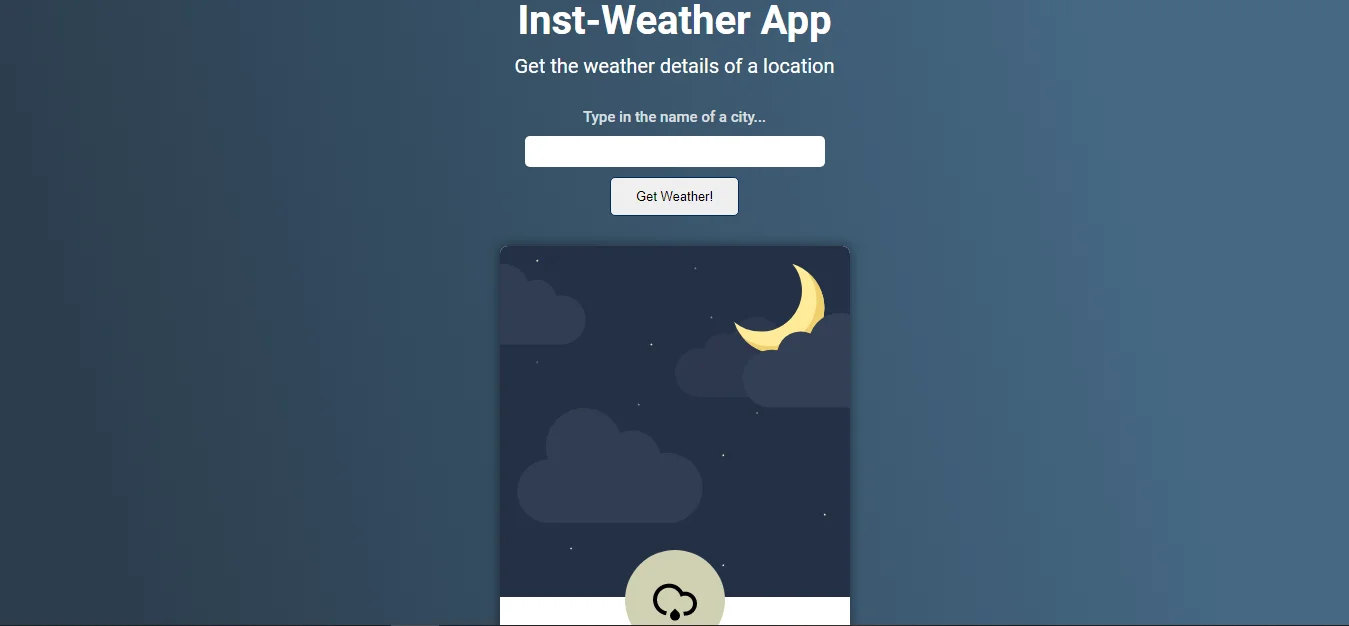 Inst-Weather App
Get the weather details of a location
Type in the name of a city...
Get Weather!